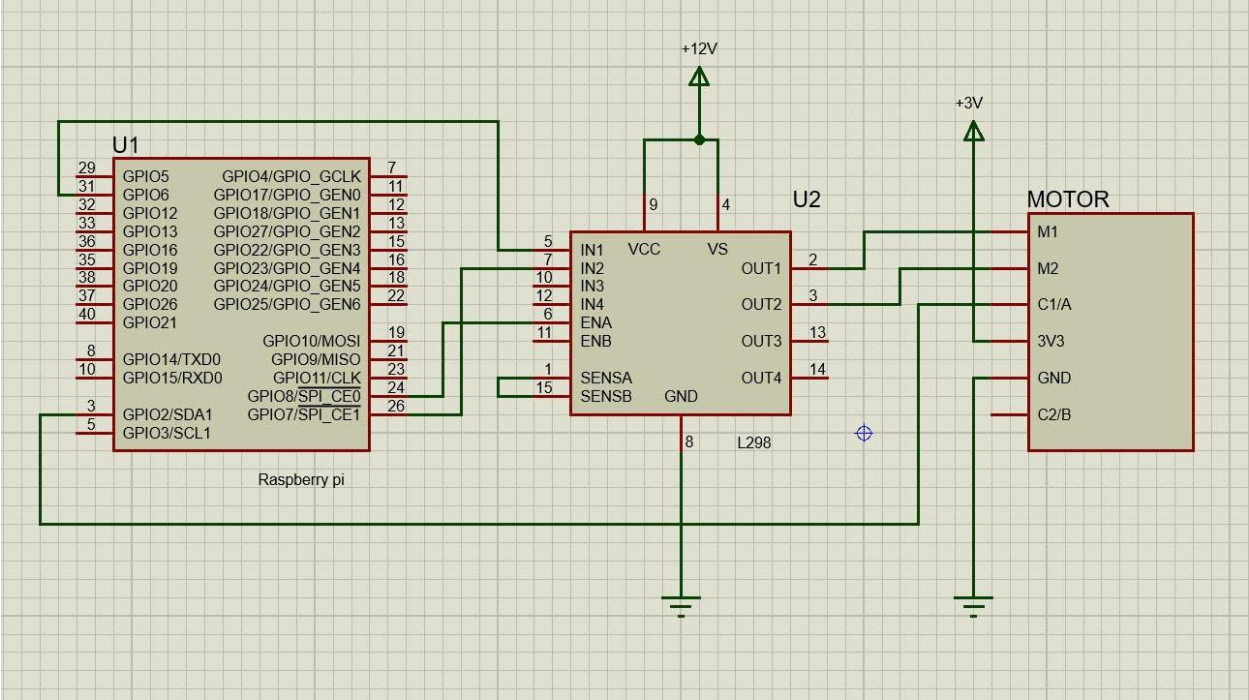 +12V
+3V
U1
29 GPIO5 GPIO4/GPIO_GCLK 7
31 GPIO6 GPIO17/GPIO_GEN0 11
32 GPIO12 GPIO18/GPIO_GEN1 12
33 GPIO13 GPIO27/GPIO_GEN2 13
36 GPIO16 GPIO22/GPIO_GEN3 15
35 GPIO19 GPIO23/GPIO_GEN4 16
38 GPIO20 GPIO24/GPIO_GEN5 18
37 GPIO26 GPIO25/GPIO_GEN6 22
40 GPIO21
GPIO10/MOSI 19
8 GPIO14/TXD0 GPIO9/MISO 21
10 GPIO15/RXD0 GPIO11/CLK 23
GPIO8/SPI_CE0 24
3 GPIO2/SDA1 GPIO7/SPI_CE1 26
5 GPIO3/SCL1
Raspberry pi
U2
9 4
5 IN1 VCC VS
7 IN2 OUT1 2
10 IN3
12 IN4 OUT2 3
6 ENA
11 ENB OUT3 13
1 SENSA OUT4 14
15 SENSB GND
8 L298
MOTOR
M1
M2
C1/A
3V3
GND
C2/B